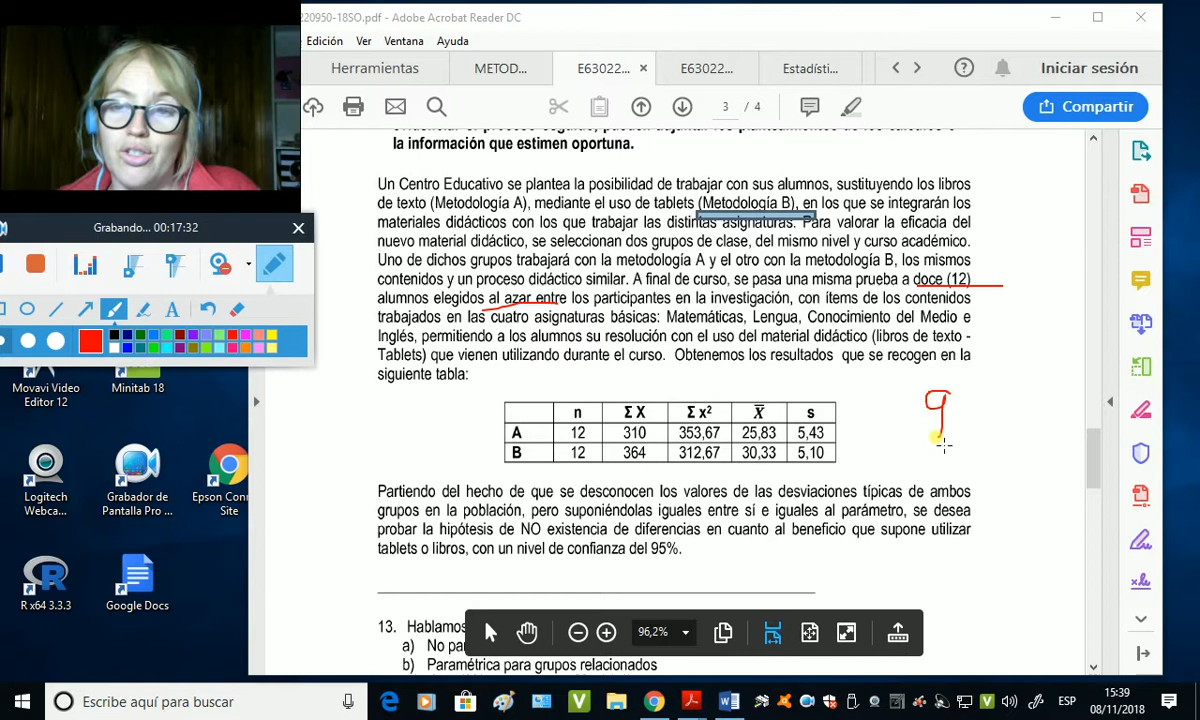 220950-18SO.pdf - Adobe Acrobat Reader DC
Edición Ver Ventana Ayuda
Herramientas METOD... E63022... × E63022... Estadísti... Iniciar sesión
3 / 4 Compartir
la información que estimen oportuna.
Un Centro Educativo se plantea la posibilidad de trabajar con sus alumnos, sustituyendo los libros
de texto (Metodología A), mediante el uso de tablets (Metodología B), en los que se integrarán los
materiales didácticos con los que trabajar las distintas asignaturas. Para valorar la eficacia del
nuevo material didáctico, se seleccionan dos grupos de clase, del mismo nivel y curso académico.
Uno de dichos grupos trabajará con la metodología A y el otro con la metodología B, los mismos
contenidos y un proceso didáctico similar. A final de curso, se pasa una misma prueba a doce (12)
alumnos elegidos al azar entre los participantes en la investigación, con ítems de los contenidos
trabajados en las cuatro asignaturas básicas: Matemáticas, Lengua, Conocimiento del Medio e
Inglés, permitiendo a los alumnos su resolución con el uso del material didáctico (libros de texto -
Tablets) que vienen utilizando durante el curso. Obtenemos los resultados que se recogen en la
siguiente tabla:
n Σ X Σ x² X̅ s
A 12 310 353,67 25,83 5,43
B 12 364 312,67 30,33 5,10
Partiendo del hecho de que se desconocen los valores de las desviaciones típicas de ambos
grupos en la población, pero suponiéndolas iguales entre sí e iguales al parámetro, se desea
probar la hipótesis de NO existencia de diferencias en cuanto al beneficio que supone utilizar
tablets o libros, con un nivel de confianza del 95%.
13. Hablamos
a) No pa
b) Paramétrica para grupos relacionados
96,2%
Grabando... 00:17:32
A
Movavi Video
Editor 12
Minitab 18
Logitech
Webca...
Grabador de
Pantalla Pro ...
Epson Conn
Site
R x64 3.3.3
Google Docs
Escribe aquí para buscar
ESP
15:39
08/11/2018